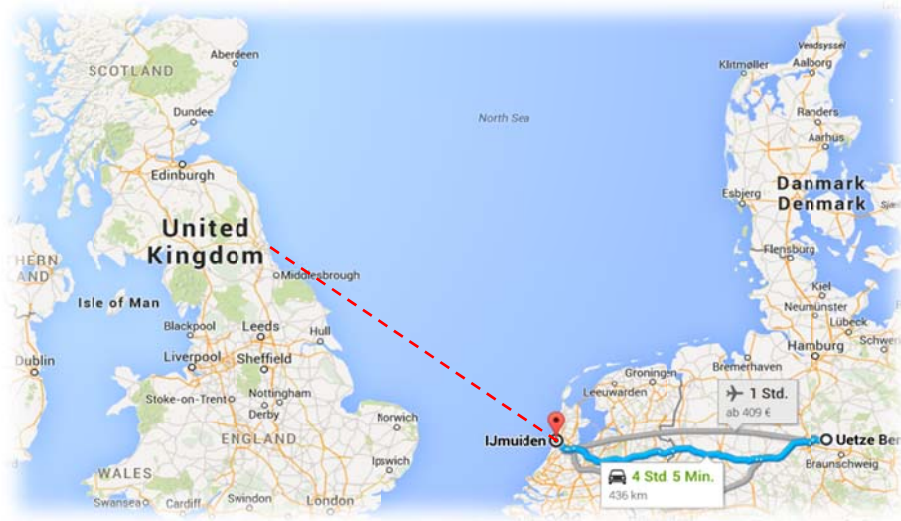 Vendsyssel
Aberdeen
Klitmøller
Aalborg
SCOTLAND
Dundee
North Sea
Randers
Aarhus
Edinburgh
Danmark
Denmark
Esbjerg
United
Kingdom
Flensburg
Middlesbrough
Isle of Man
Kiel
Neumünster
Blackpool
Leeds
Hull
Lübeck
Hamburg
Dublin
Liverpool
Sheffield
Bremerhaven
Groningen
Leeuwarden
1 Std.
ab 409 €
Stoke-on-Trent
Nottingham
Derby
Norwich
IJmuiden
Uetze
ENGLAND
Braunschweig
Ipswich
WALES
4 Std 5 Min.
436 km
Swansea
Cardiff
Swindon
London